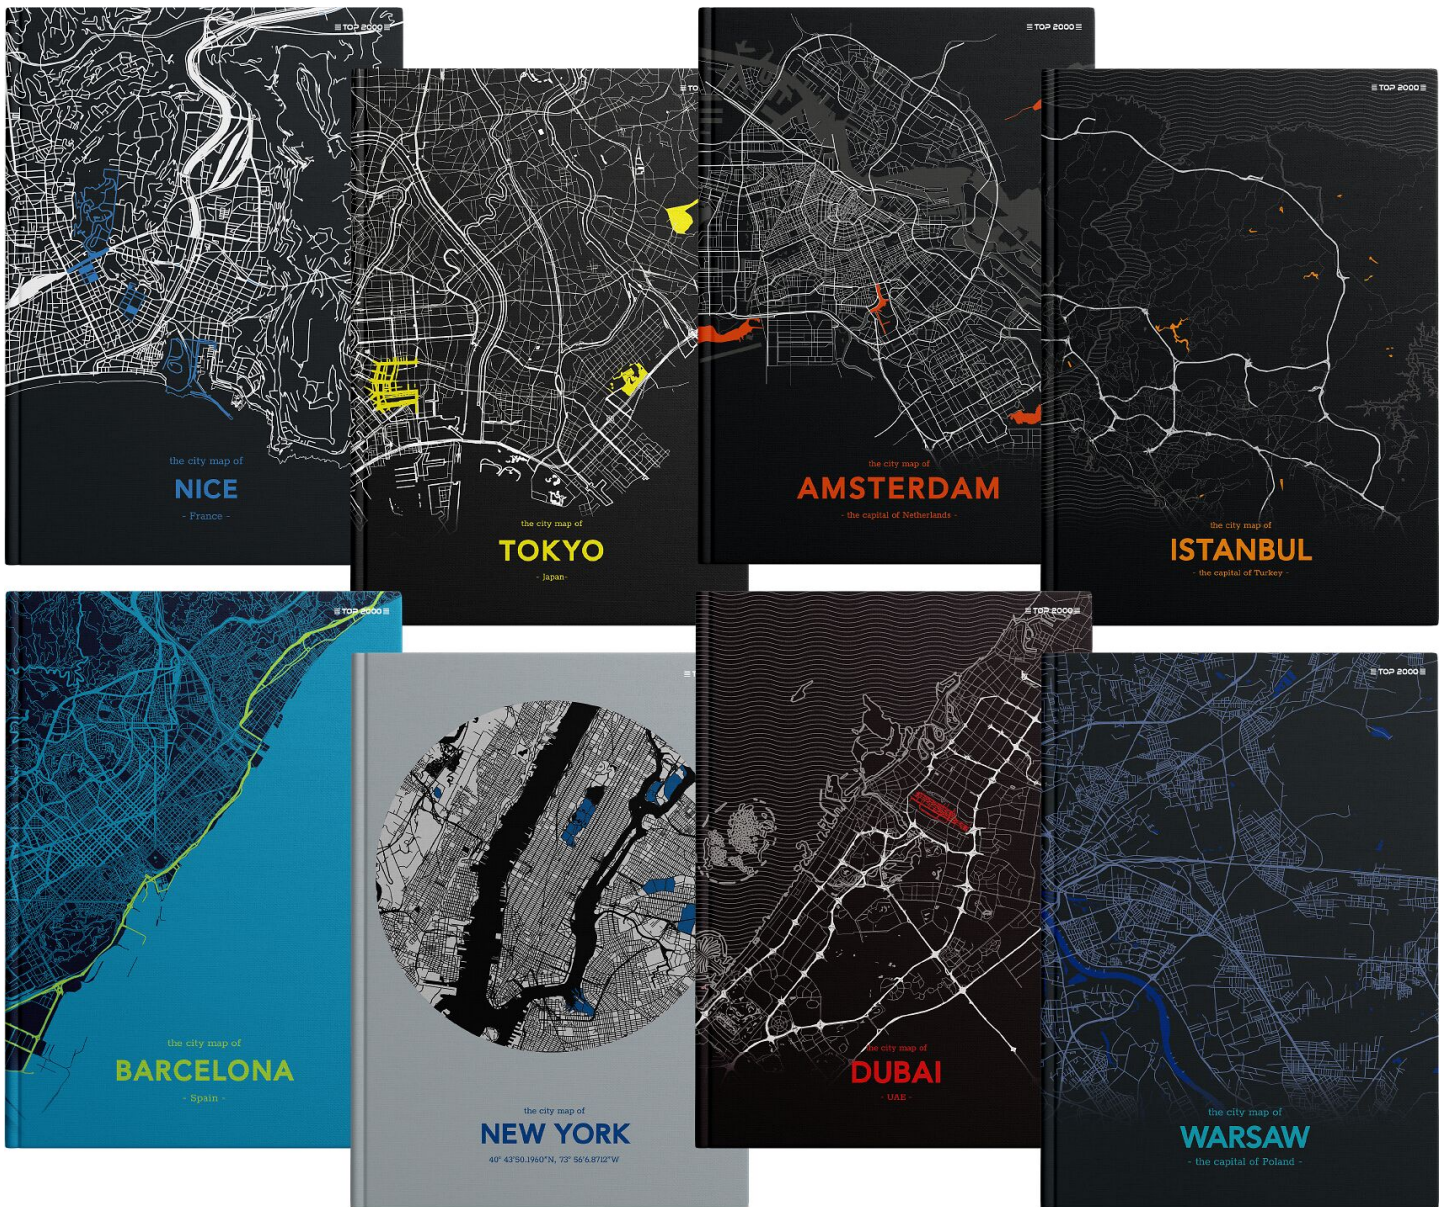 TOP 2000
the city map of
NICE
- France -
TO
the city map of
TOKYO
- Japan-
TOP 2000
the city map of
AMSTERDAM
- the capital of Netherlands -
TOP 2000
the city map of
ISTANBUL
- the capital of Turkey -
TOP 2000
the city map of
BARCELONA
- Spain -
T
the city map of
NEW YORK
40° 43'50.1960"N, 73° 56'6.8712"W
TOP 2000
the city map of
DUBAI
- UAE -
TOP 2000
the city map of
WARSAW
- the capital of Poland -